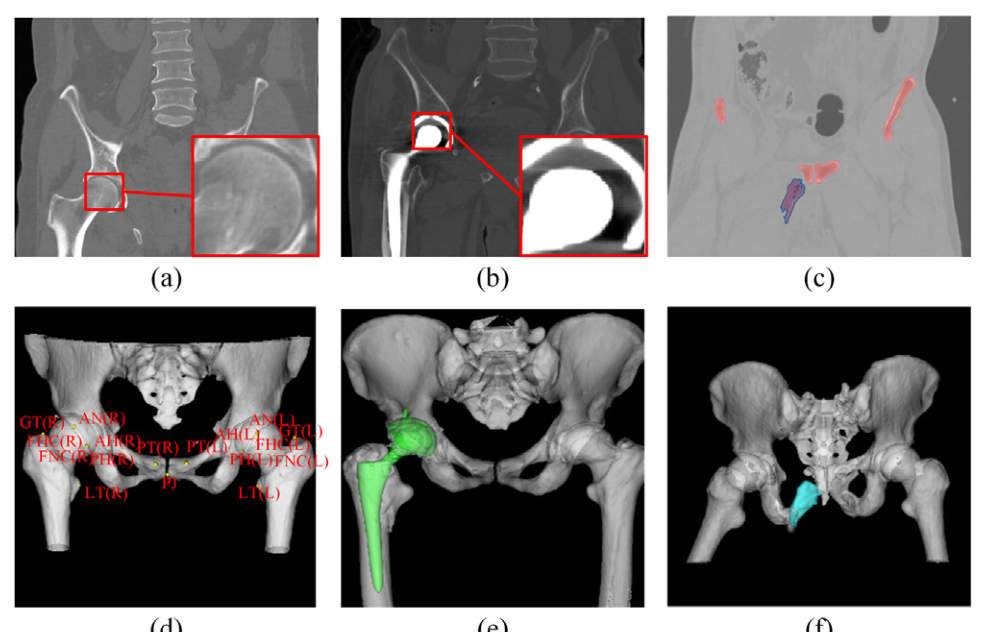 (a) (b) (c)
GT(R) AN(R) AN(L) GT(L)
FHC(R) AH(R) PT(R) PT(L) AH(L) FHC(L)
FNC(R) PH(R) PH(L) FNC(L)
PJ
LT(R) LT(L)
(d) (e) (f)